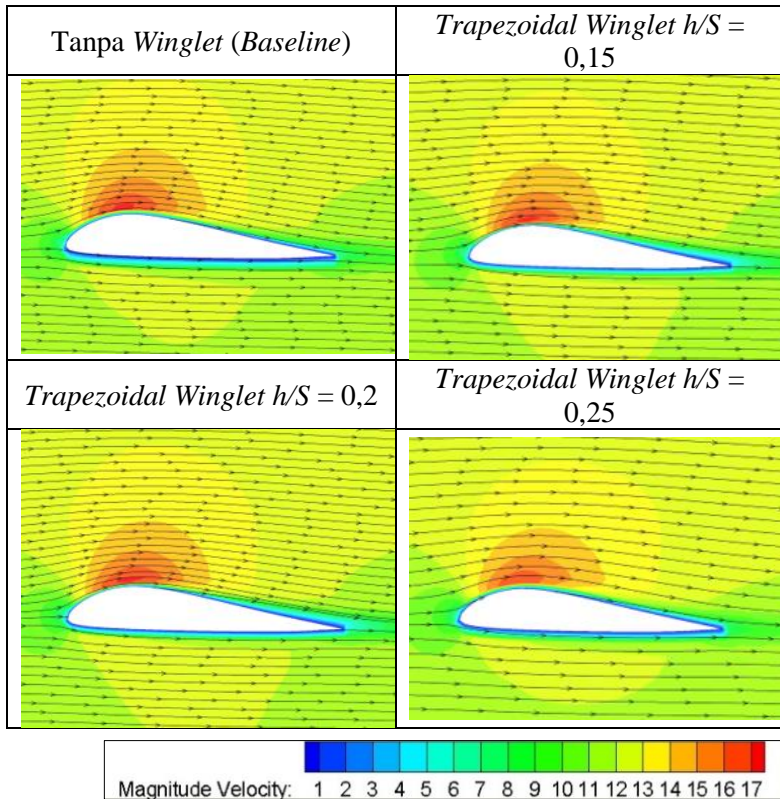 Tanpa Winglet (Baseline)
Trapezoidal Winglet h/S =
0,15
Trapezoidal Winglet h/S = 0,2
Trapezoidal Winglet h/S =
0,25
Magnitude Velocity: 1 2 3 4 5 6 7 8 9 10 11 12 13 14 15 16 17